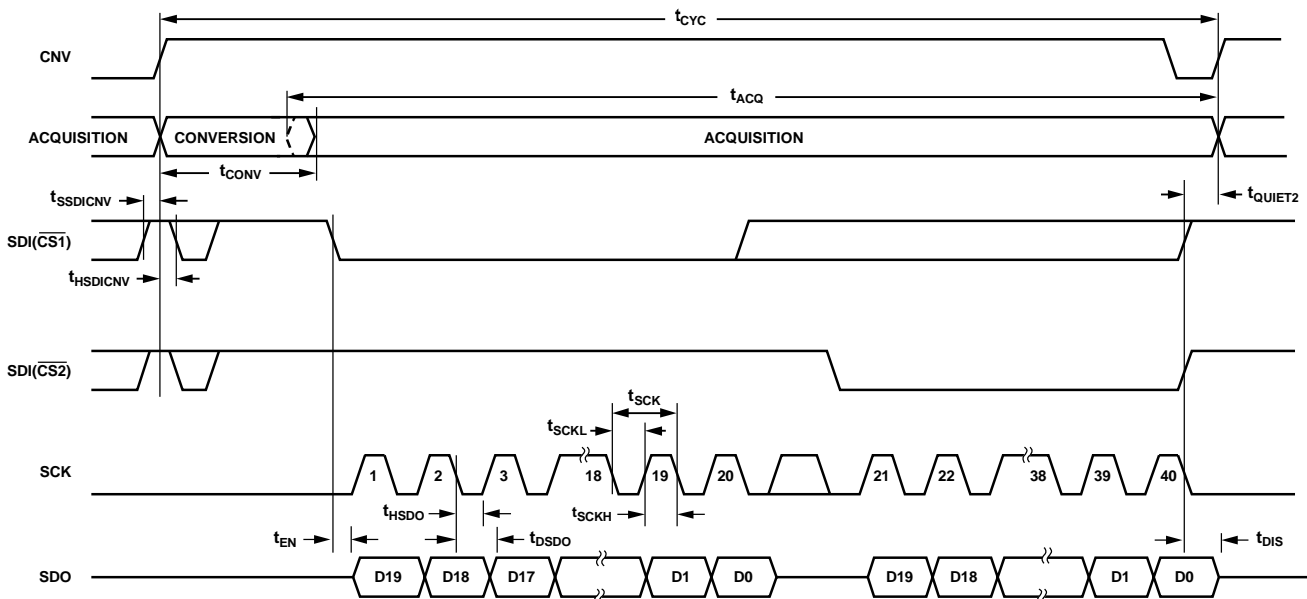 tCYC
CNV
tACQ
ACQUISITION CONVERSION ACQUISITION
tCONV
tSSDICNV tQUIET2
SDI(CS1)
tHSDICNV
SDI(CS2)
tSCK
tSCKL
SCK 1 2 3 18 19 20 21 22 38 39 40
tHSDO tSCKH
tEN tDSDO tDIS
SDO D19 D18 D17 D1 D0 D19 D18 D1 D0